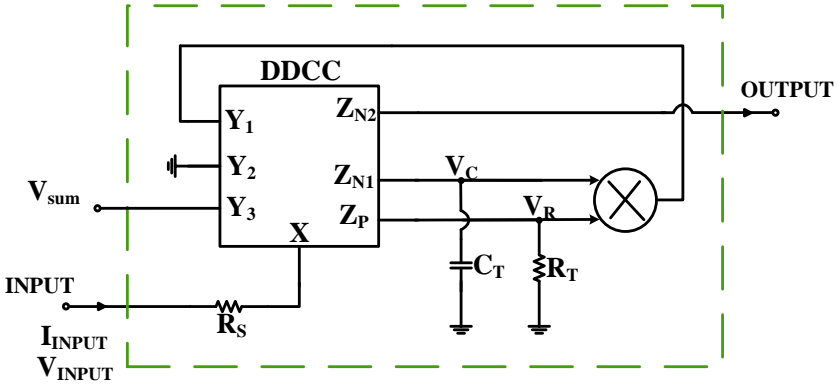 DDCC
OUTPUT
Y1
ZN2
Y2
ZN1
VC
Vsum
Y3
ZP
VR
X
CT
RT
INPUT
RS
IINPUT
VINPUT